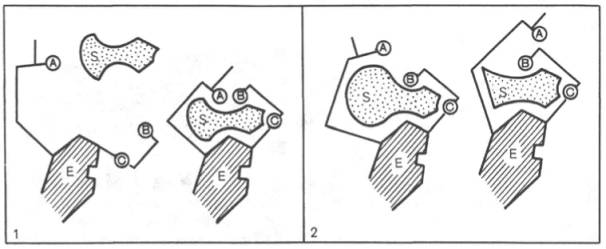 A S A
B S B A S B S
A B C
C S C C
B
C E E E E
1 2